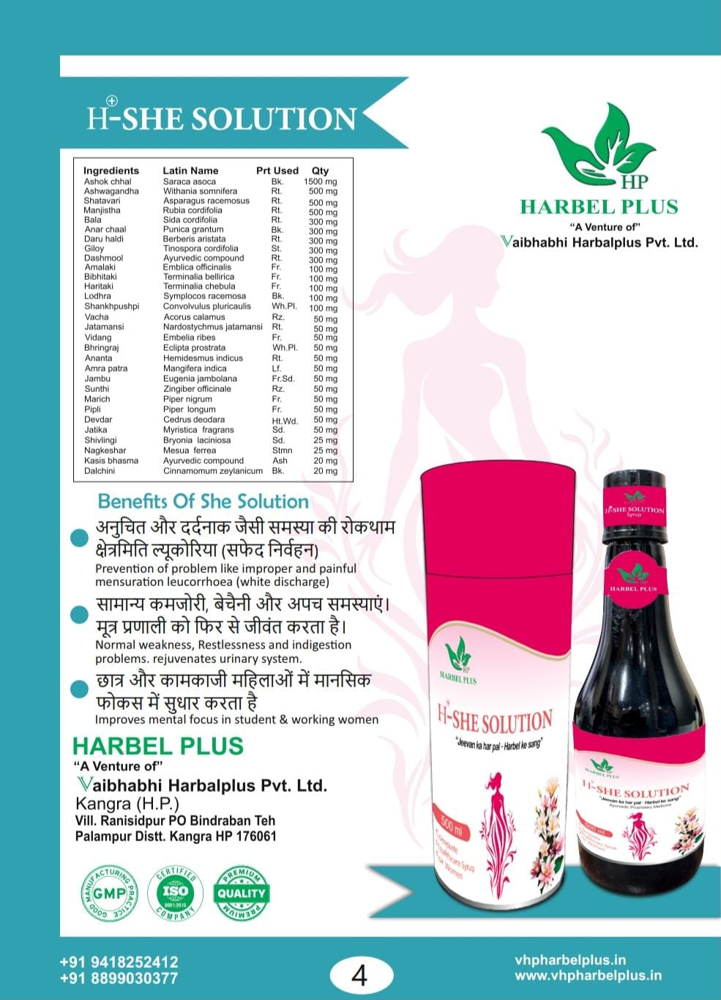 H-SHE SOLUTION
Ingredients Latin Name Prt Used Qty
Ashok chhal Saraca asoca Bk. 1500 mg
Ashwagandha Withania somnifera Rt. 500 mg
Shatavari Asparagus racemosus Rt. 500 mg
Manjistha Rubia cordifolia Rt. 500 mg
Bala Sida cordifolia Rt. 300 mg
Anar chaal Punica grantum Bk. 300 mg
Daru haldi Berberis aristata Rt. 300 mg
Giloy Tinospora cordifolia St. 300 mg
Dashmool Ayurvedic compound Rt. 300 mg
Amalaki Emblica officinalis Fr. 100 mg
Bibhitaki Terminalia bellirica Fr. 100 mg
Haritaki Terminalia chebula Fr. 100 mg
Lodhra Symplocos racemosa Bk. 100 mg
Shankhpushpi Convolvulus pluricaulis Wh.Pl. 100 mg
Vacha Acorus calamus Rz. 50 mg
Jatamansi Nardostychmus jatamansi Rt. 50 mg
Vidang Embelia ribes Fr. 50 mg
Bhringraj Eclipta prostrata Wh.Pl. 50 mg
Ananta Hemidesmus indicus Rt. 50 mg
Amra patra Mangifera indica Lf. 50 mg
Jambu Eugenia jambolana Fr.Sd. 50 mg
Sunthi Zingiber officinale Rz. 50 mg
Marich Piper nigrum Fr. 50 mg
Pipli Piper longum Fr. 50 mg
Devdar Cedrus deodara Ht.Wd. 50 mg
Jatika Myristica fragrans Sd. 50 mg
Shivlingi Bryonia laciniosa Sd. 25 mg
Nagkeshar Mesua ferrea Stmn 25 mg
Kasis bhasma Ayurvedic compound Ash 20 mg
Dalchini Cinnamomum zeylanicum Bk. 20 mg
HP
HARBEL PLUS
“A Venture of”
Vaibhabhi Harbalplus Pvt. Ltd.
Benefits Of She Solution
अनुचित और दर्दनाक जैसी समस्या की रोकथाम
क्षेत्रमिति ल्यूकोरिया (सफेद निर्वहन)
Prevention of problem like improper and painful
mensuration leucorrhoea (white discharge)
सामान्य कमजोरी, बेचैनी और अपच समस्याएं।
मूत्र प्रणाली को फिर से जीवंत करता है।
Normal weakness, Restlessness and indigestion
problems. rejuvenates urinary system.
छात्र और कामकाजी महिलाओं में मानसिक
फोकस में सुधार करता है
Improves mental focus in student & working women
HARBEL PLUS
“A Venture of”
Vaibhabhi Harbalplus Pvt. Ltd.
Kangra (H.P.)
Vill. Ranisidpur PO Bindraban Teh
Palampur Distt. Kangra HP 176061
GOOD MANUFACTURING PRACTICE
GMP
CERTIFIED
ISO
9001:2015
COMPANY
PREMIUM
QUALITY
PREMIUM
HP
HARBEL PLUS
H-SHE SOLUTION
"Jeevan ka har pal - Harbel ke sang"
500 ml
Complete
Healthcare Syrup
For Women
H-SHE SOLUTION
Syrup
HARBEL PLUS
HARBEL PLUS
H-SHE SOLUTION
"Jeevan ka har pal - Harbel ke sang"
Ayurvedic Proprietary Medicine
500 ml
Complete
Healthcare Syrup
For Women
+91 9418252412
+91 8899030377
4
vhpharbelplus.in
www.vhpharbelplus.in